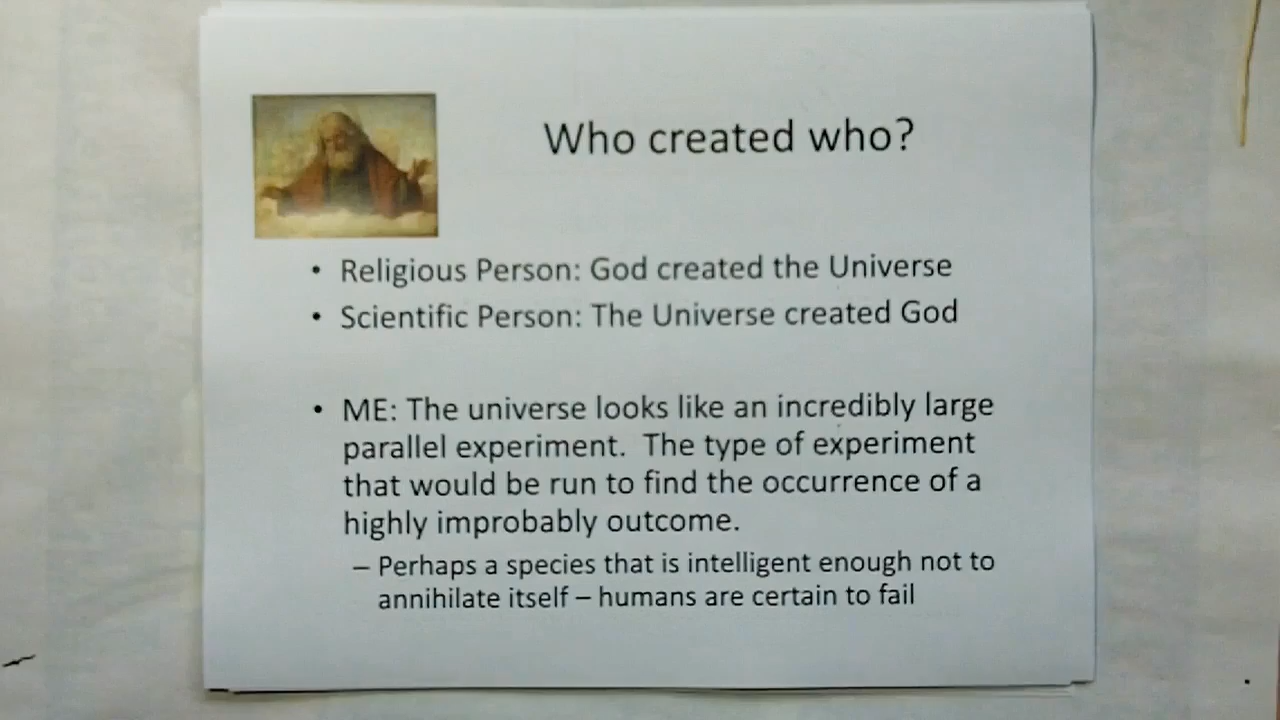 Who created who?
• Religious Person: God created the Universe
• Scientific Person: The Universe created God
• ME: The universe looks like an incredibly large
parallel experiment.  The type of experiment
that would be run to find the occurrence of a
highly improbably outcome.
– Perhaps a species that is intelligent enough not to
annihilate itself – humans are certain to fail